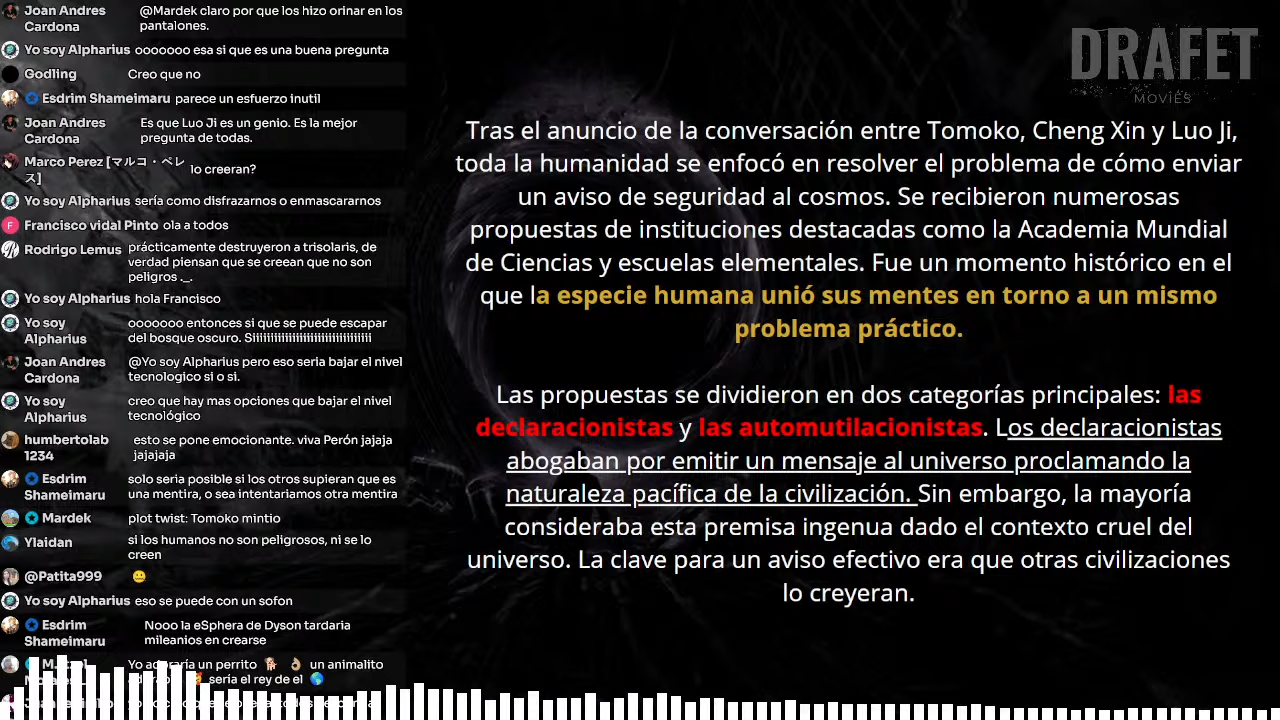 Joan Andres
Cardona
@Mardek claro por que los hizo orinar en los
pantalones.
Yo soy Alpharius ooooooo esa si que es una buena pregunta
Godling Creo que no
Esdrim Shameimaru parece un esfuerzo inutil
Joan Andres
Cardona
Es que Luo Ji es un genio. Es la mejor
pregunta de todas.
Marco Perez [マルコ・ペレ
ス]
lo creeran?
Yo soy Alpharius sería como disfrazarnos o enmascararnos
F Francisco vidal Pinto ola a todos
Rodrigo Lemus prácticamente destruyeron a trisolaris, de
verdad piensan que se creean que no son
peligros ._.
Yo soy Alpharius hola Francisco
Yo soy
Alpharius
ooooooo entonces si que se puede escapar
del bosque oscuro.
Joan Andres
Cardona
@Yo soy Alpharius pero eso seria bajar el nivel
tecnologico si o si.
Yo soy
Alpharius
creo que hay mas opciones que bajar el nivel
tecnológico
humbertolab
1234
esto se pone emocionante. viva Perón jajaja
jajajaja
Esdrim
Shameimaru
solo seria posible si los otros supieran que es
una mentira, o sea intentariamos otra mentira
Mardek plot twist: Tomoko mintio
Ylaidan si los humanos no son peligrosos, ni se lo
creen
@Patita999 😐
Yo soy Alpharius eso se puede con un sofon
Esdrim
Shameimaru
Nooo la eSphera de Dyson tardaria
mileanios en crearse
Yo adoraría un perrito 🐕 👌🏼 un animalito
sería el rey de el 🌎
DRAFET
MOVIES
Tras el anuncio de la conversación entre Tomoko, Cheng Xin y Luo Ji,
toda la humanidad se enfocó en resolver el problema de cómo enviar
un aviso de seguridad al cosmos. Se recibieron numerosas
propuestas de instituciones destacadas como la Academia Mundial
de Ciencias y escuelas elementales. Fue un momento histórico en el
que la especie humana unió sus mentes en torno a un mismo
problema práctico.
Las propuestas se dividieron en dos categorías principales: las
declaracionistas y las automutilacionistas. Los declaracionistas
abogaban por emitir un mensaje al universo proclamando la
naturaleza pacífica de la civilización. Sin embargo, la mayoría
consideraba esta premisa ingenua dado el contexto cruel del
universo. La clave para un aviso efectivo era que otras civilizaciones
lo creyeran.